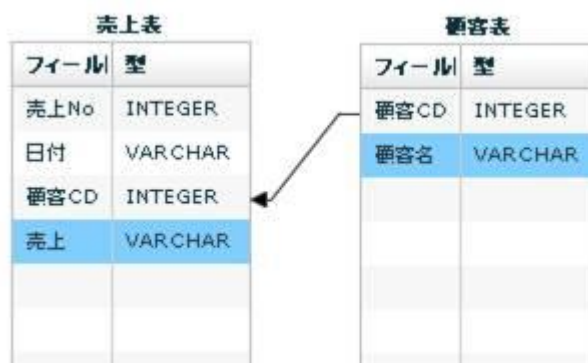 売上表
フィール 型
売上No INTEGER
日付 VARCHAR
顧客CD INTEGER
売上 VARCHAR
顧客表
フィール 型
顧客CD INTEGER
顧客名 VARCHAR